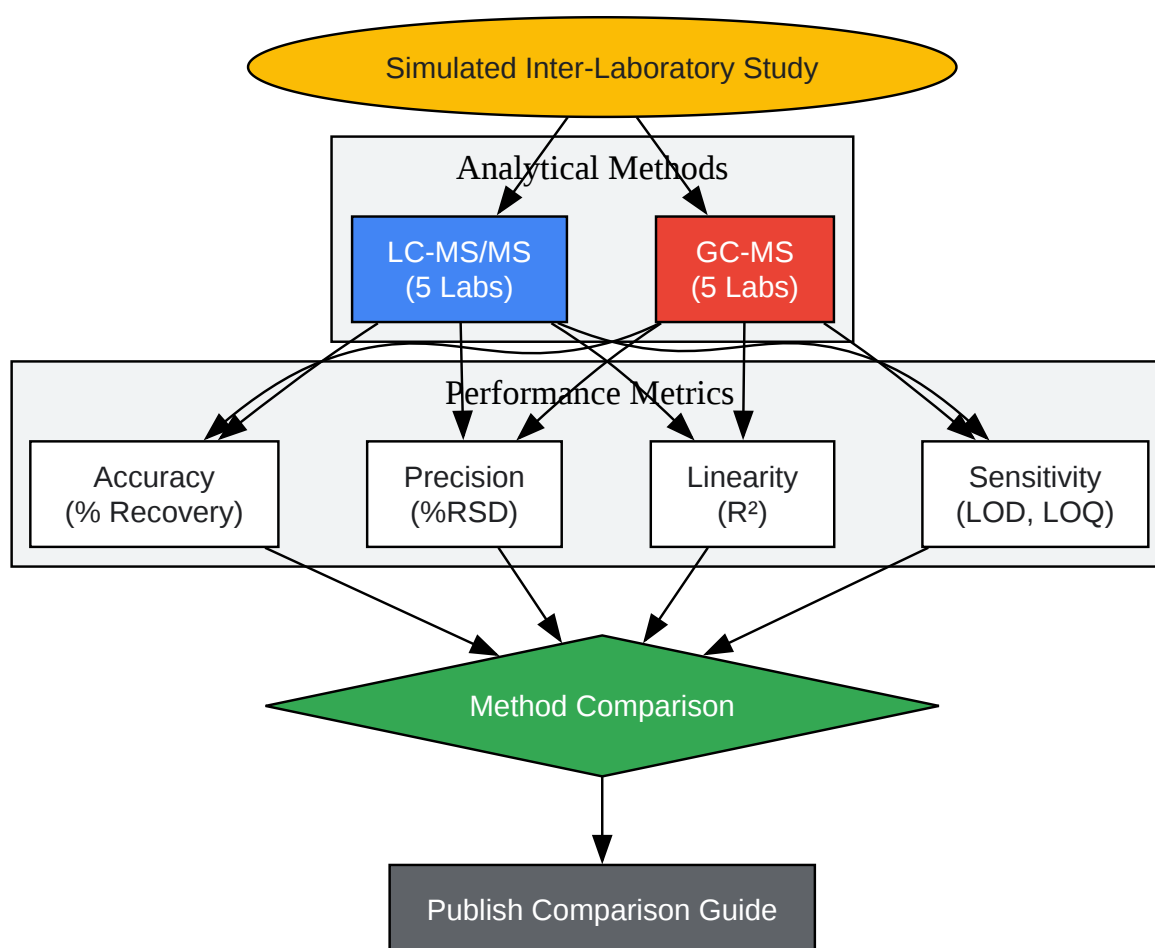 Simulated Inter-Laboratory Study
Analytical Methods
LC-MS/MS
(5 Labs)
GC-MS
(5 Labs)
Performance Metrics
Accuracy
(% Recovery)
Precision
(%RSD)
Linearity
(R²)
Sensitivity
(LOD, LOQ)
Method Comparison
Publish Comparison Guide